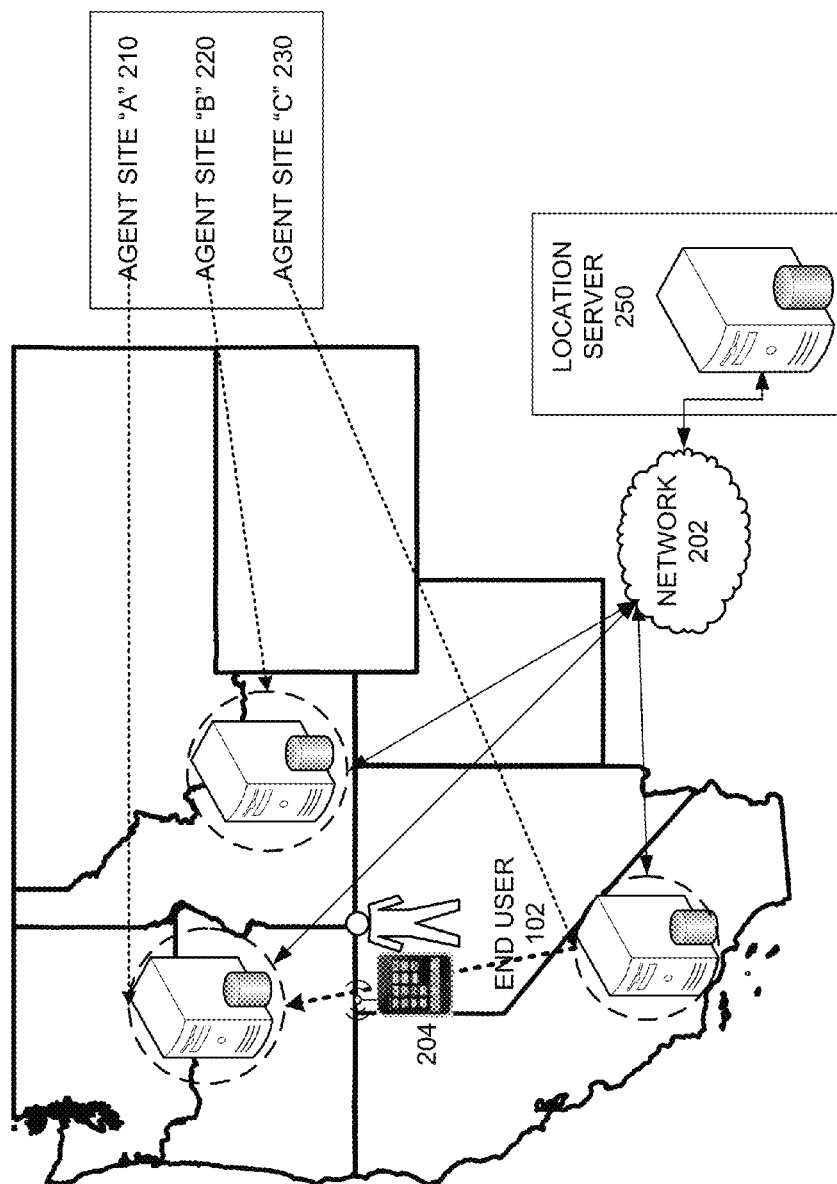 AGENT SITE "A" 210
AGENT SITE "B" 220
AGENT SITE "C" 230
LOCATION
SERVER
250
NETWORK
202
END USER
102
204